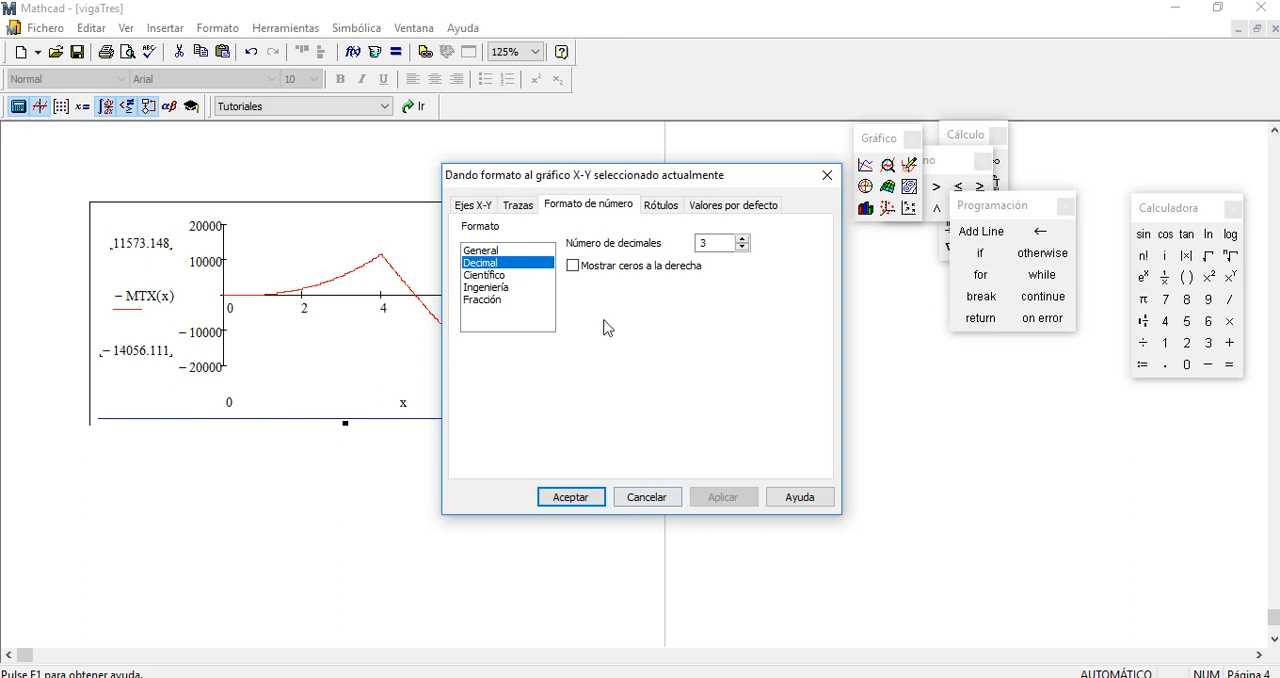 Mathcad - [vigaTres]
Fichero Editar Ver Insertar Formato Herramientas Simbólica Ventana Ayuda
125%
Normal Arial 10 B I U
Tutoriales Ir
Gráfico
Cálculo
no
> < ≥
Programación
Add Line ←
if otherwise
for while
break continue
return on error
Calculadora
sin cos tan ln log
n! i |×|
e^x 1/x ( ) x² x^Y
π 7 8 9 /
4 5 6 ×
÷ 1 2 3 +
:= . 0 − =
20000
11573.148
10000
− MTX(x)
0 2 4
− 10000
− 14056.111
− 20000
0 x
Dando formato al gráfico X-Y seleccionado actualmente
Ejes X-Y Trazas Formato de número Rótulos Valores por defecto
Formato
General
Decimal
Científico
Ingeniería
Fracción
Número de decimales 3
Mostrar ceros a la derecha
Aceptar Cancelar Aplicar Ayuda
Pulse F1 para obtener ayuda. AUTOMÁTICO NUM Página 4